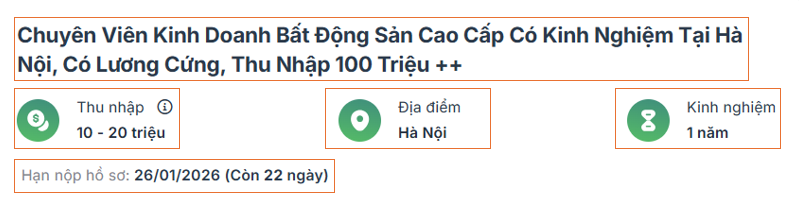 Chuyên Viên Kinh Doanh Bất Động Sản Cao Cấp Có Kinh Nghiệm Tại Hà
Nội, Có Lương Cứng, Thu Nhập 100 Triệu ++
Thu nhập
10 - 20 triệu
Địa điểm
Hà Nội
Kinh nghiệm
1 năm
Hạn nộp hồ sơ: 26/01/2026 (Còn 22 ngày)